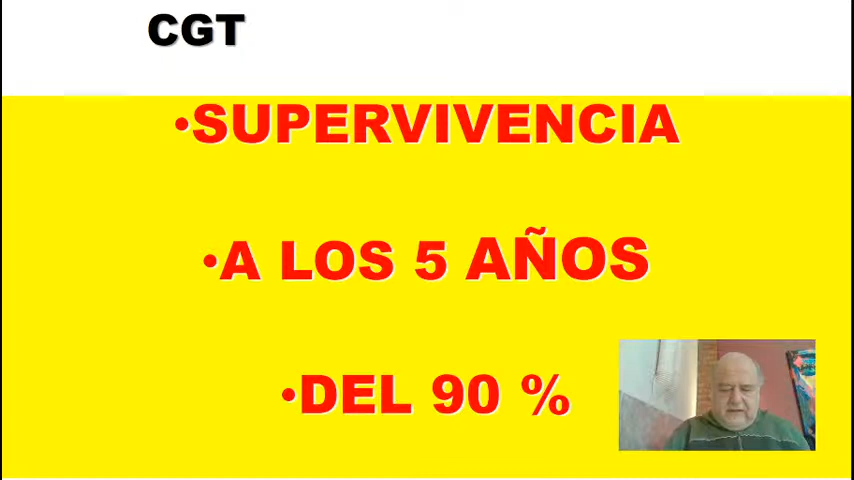 CGT
•SUPERVIVENCIA
•A LOS 5 AÑOS
•DEL 90 %